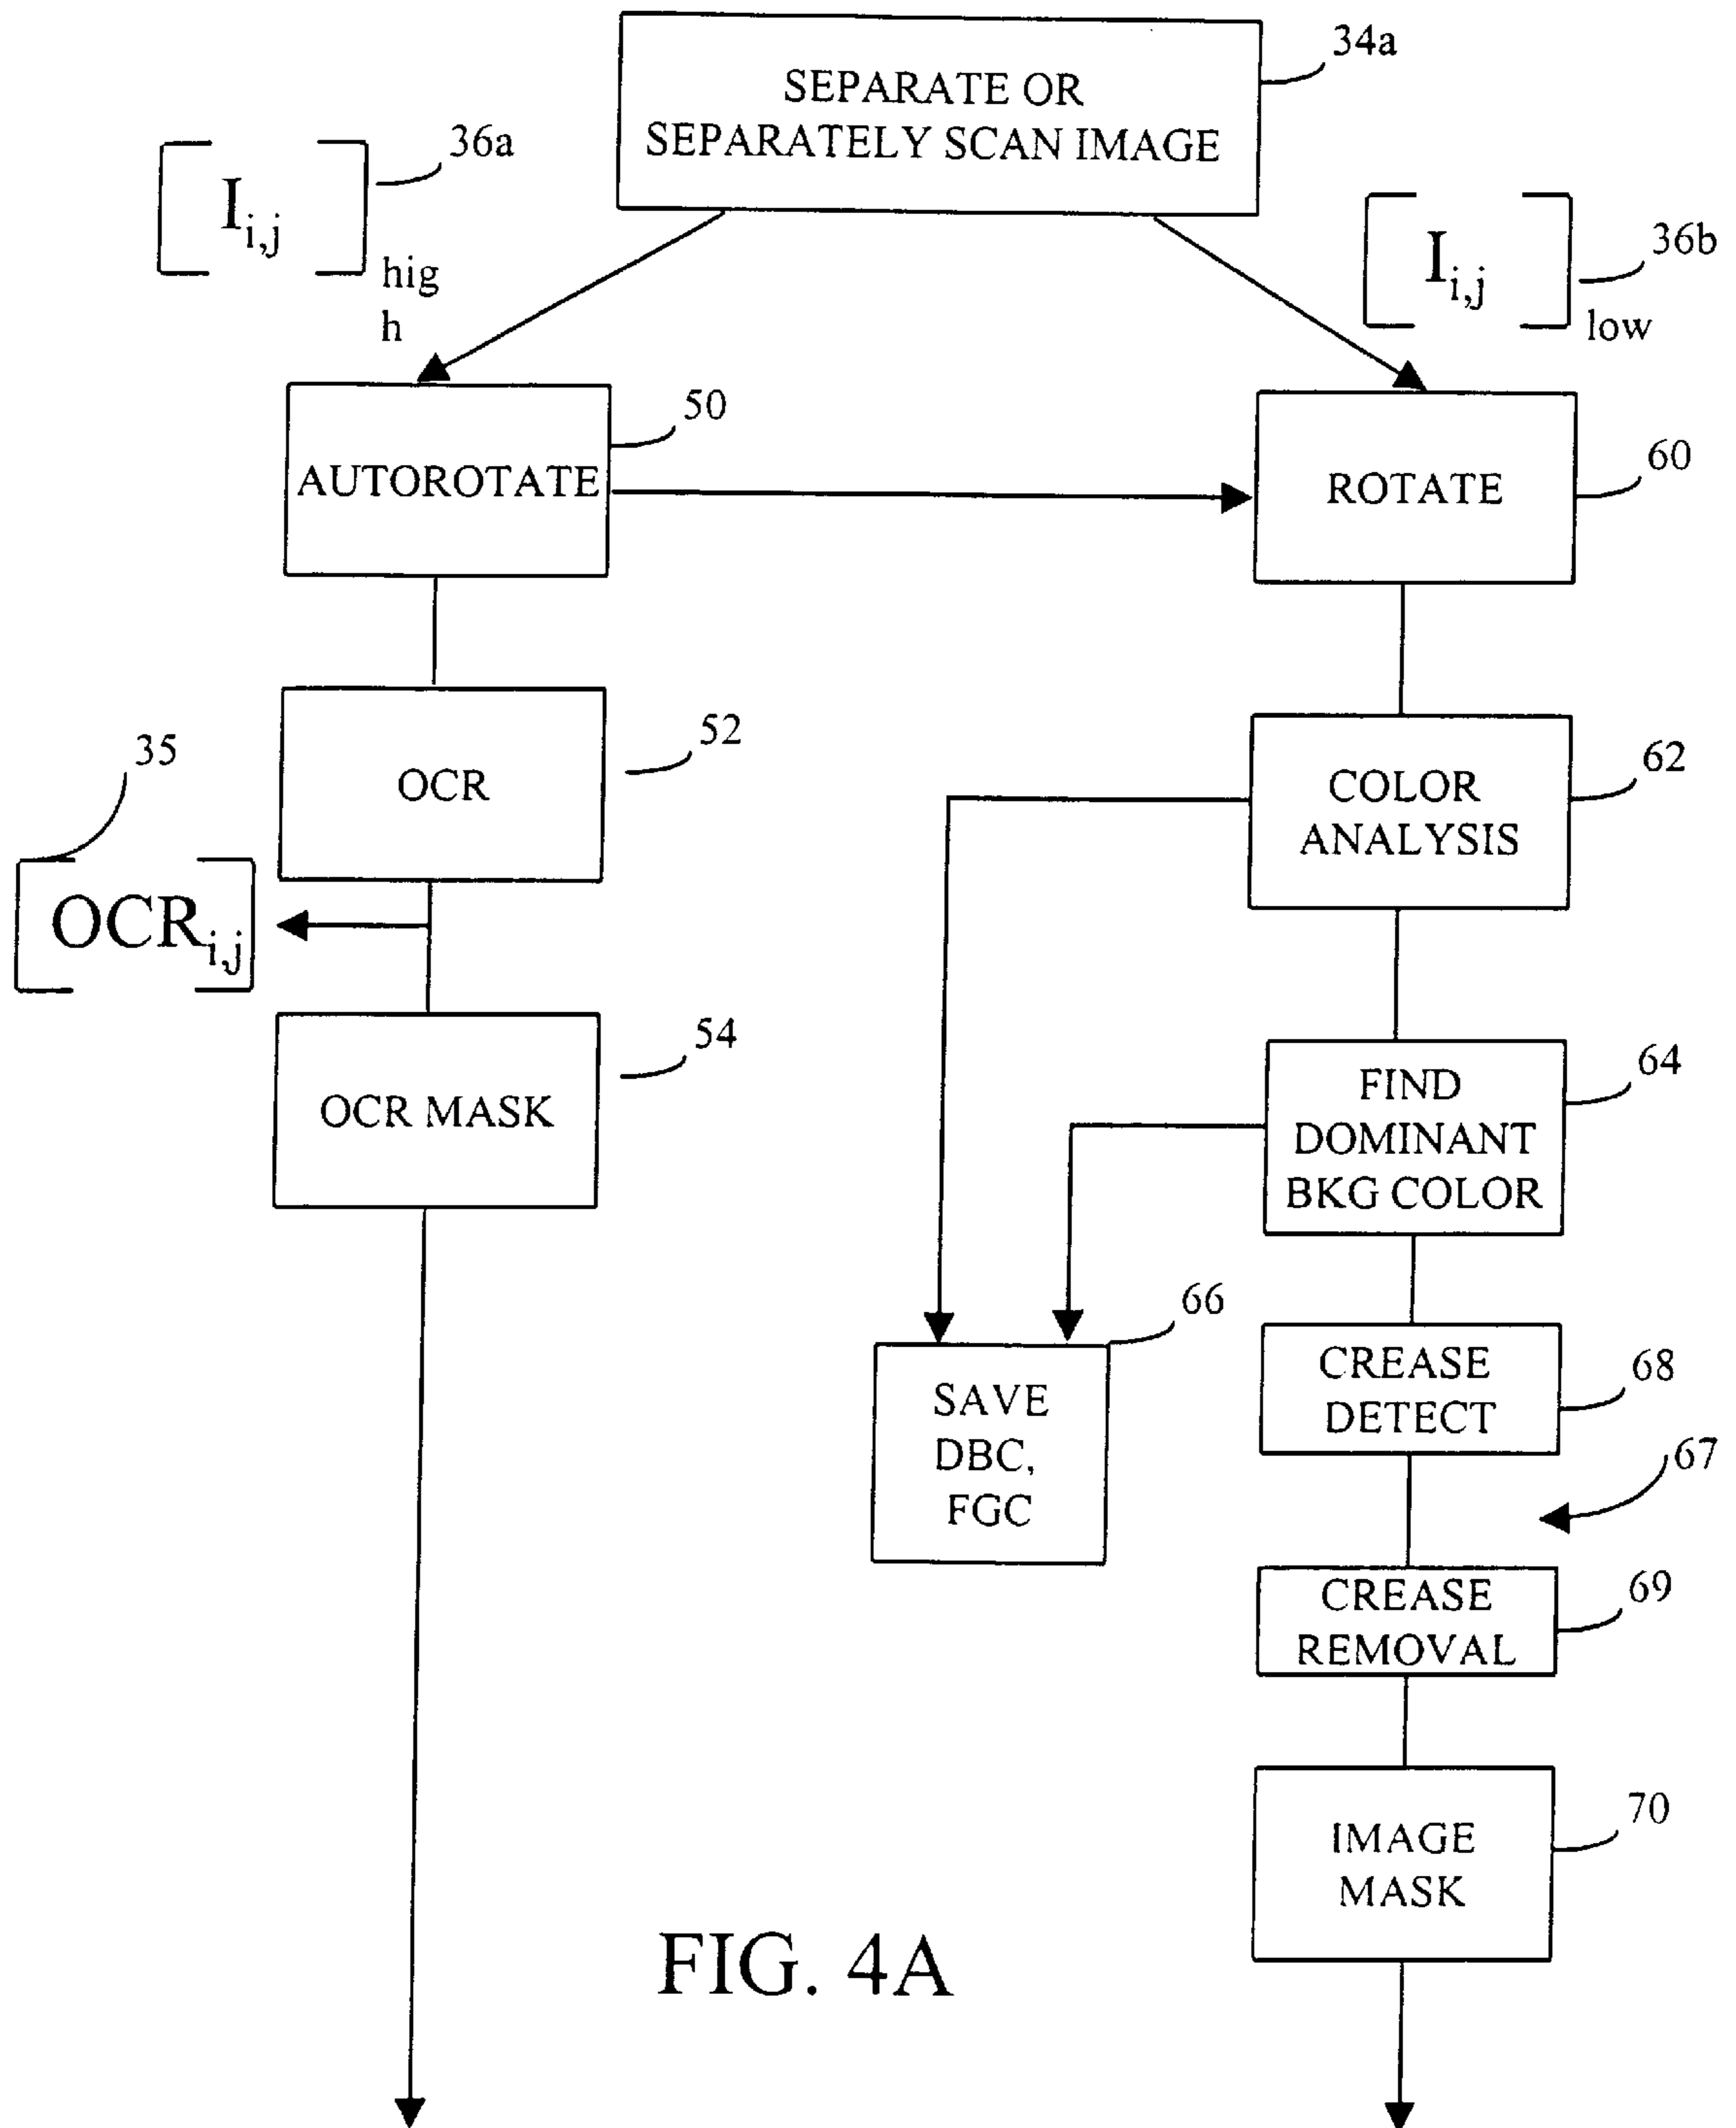 34a
SEPARATE OR
SEPARATELY SCAN IMAGE
36a
I i,j
hig
h
36b
I i,j
low
50
AUTOROTATE
60
ROTATE
52
OCR
35
OCR i,j
62
COLOR
ANALYSIS
54
OCR MASK
64
FIND
DOMINANT
BKG COLOR
66
SAVE
DBC,
FGC
68
CREASE
DETECT
67
69
CREASE
REMOVAL
70
IMAGE
MASK
FIG. 4A